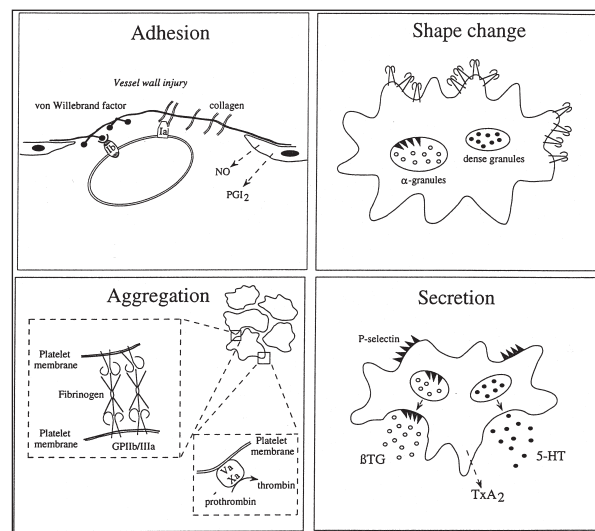 Adhesion
Vessel wall injury
von Willebrand factor
collagen
Ib
Ia
NO
PGI2
Shape change
α-granules
dense granules
Aggregation
Platelet
membrane
Fibrinogen
Platelet
membrane
GPIIb/IIIa
Platelet
membrane
Va
Xa
thrombin
prothrombin
Secretion
P-selectin
βTG
5-HT
TxA2